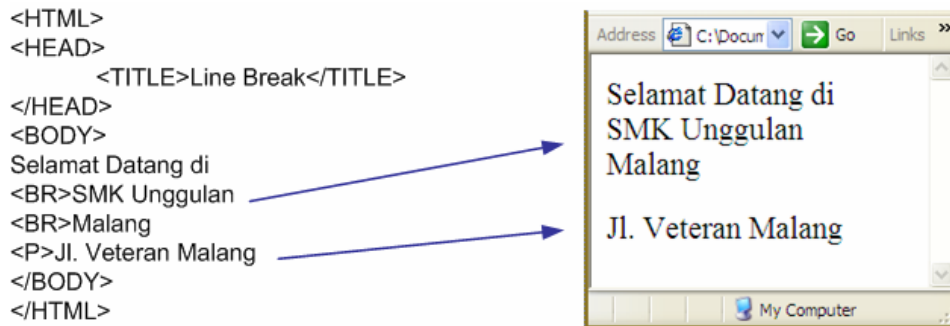 <HTML>
<HEAD>
<TITLE>Line Break</TITLE>
</HEAD>
<BODY>
Selamat Datang di
<BR>SMK Unggulan
<BR>Malang
<P>Jl. Veteran Malang
</BODY>
</HTML>
Address C:\Docum Go Links »
Selamat Datang di
SMK Unggulan
Malang
Jl. Veteran Malang
My Computer